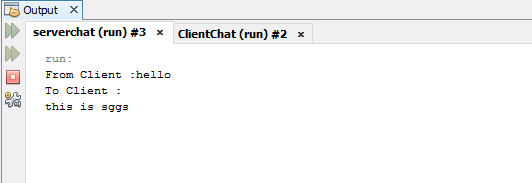 Output
serverchat (run) #3
ClientChat (run) #2
run:
From Client :hello
To Client :
this is sggs